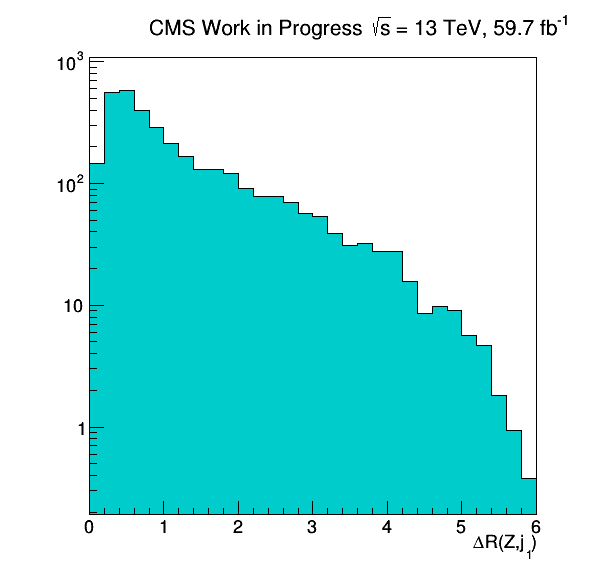 CMS Work in Progress √s = 13 TeV, 59.7 fb⁻¹
10³
10²
10
1
0 1 2 3 4 5 6
ΔR(Z,j₁)